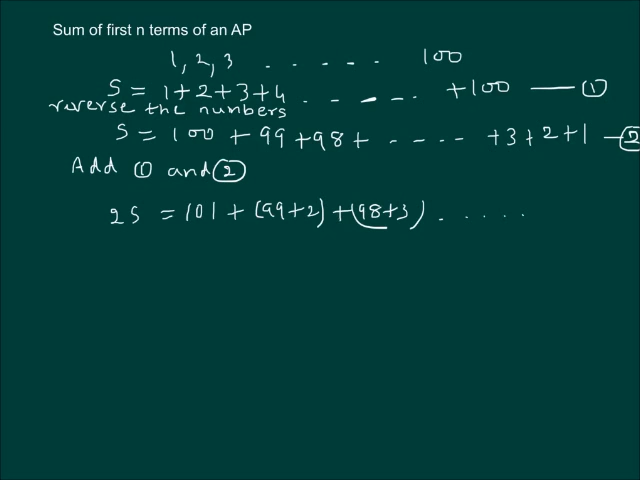 Sum of first n terms of an AP
1, 2, 3 . . . . . . 100
S = 1 + 2 + 3 + 4 . . . . . . + 100 — ①
reverse the numbers
S = 100 + 99 + 98 + . . . . . + 3 + 2 + 1 — ②
Add ① and ②
2S = 101 + (99+2) + (98+3) . . . . . .